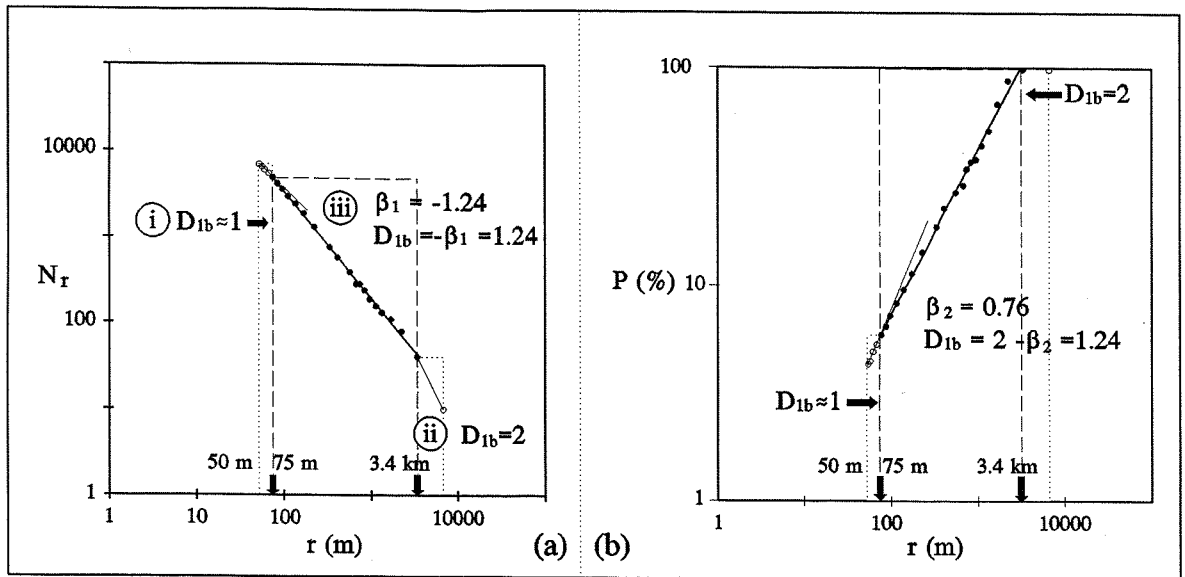 10000
i D₁b≈1
iii β₁ = -1.24
D₁b =-β₁ =1.24
Nᵣ
100
ii D₁b=2
50 m 75 m 3.4 km
1
1 10 100 10000
r (m) (a)
100
D₁b=2
P (%)
10
β₂ = 0.76
D₁b = 2 -β₂ =1.24
D₁b≈1
50 m 75 m 3.4 km
1
1 100 10000
(b) r (m)